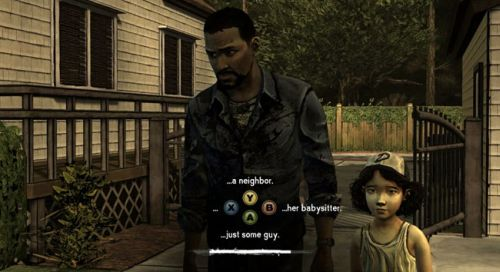 ...a neighbor.
Y
...
X
B
...her babysitter.
A
...just some guy.